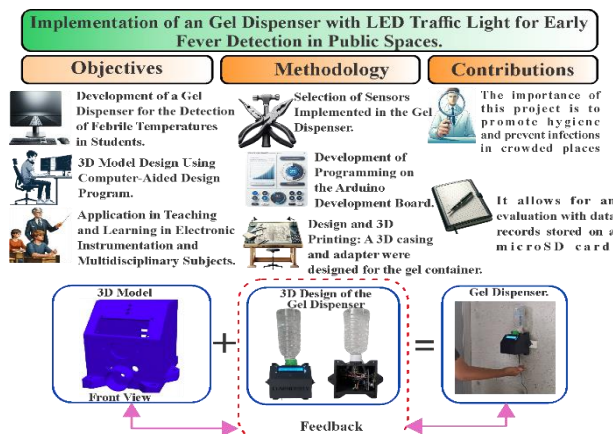 Implementation of an Gel Dispenser with LED Traffic Light for Early
Fever Detection in Public Spaces.
Objectives
Development of a Gel
Dispenser for the Detection
of Febrile Temperatures
in Students.
3D Model Design Using
Computer-Aided Design
Program.
Application in Teaching
and Learning in Electronic
Instrumentation and
Multidisciplinary Subjects.
Methodology
Selection of Sensors
Implemented in the Gel
Dispenser.
Development of
Programming on
the Arduino
Development Board.
Design and 3D
Printing: A 3D casing
and adapter were
designed for the gel container.
Contributions
The importance of
this project is to
promote hygiene
and prevent infections
in crowded places
It allows for an
evaluation with data
records stored on a
microSD card
3D Model
Front View
+
3D Design of the
Gel Dispenser
=
Gel Dispenser.
Feedback